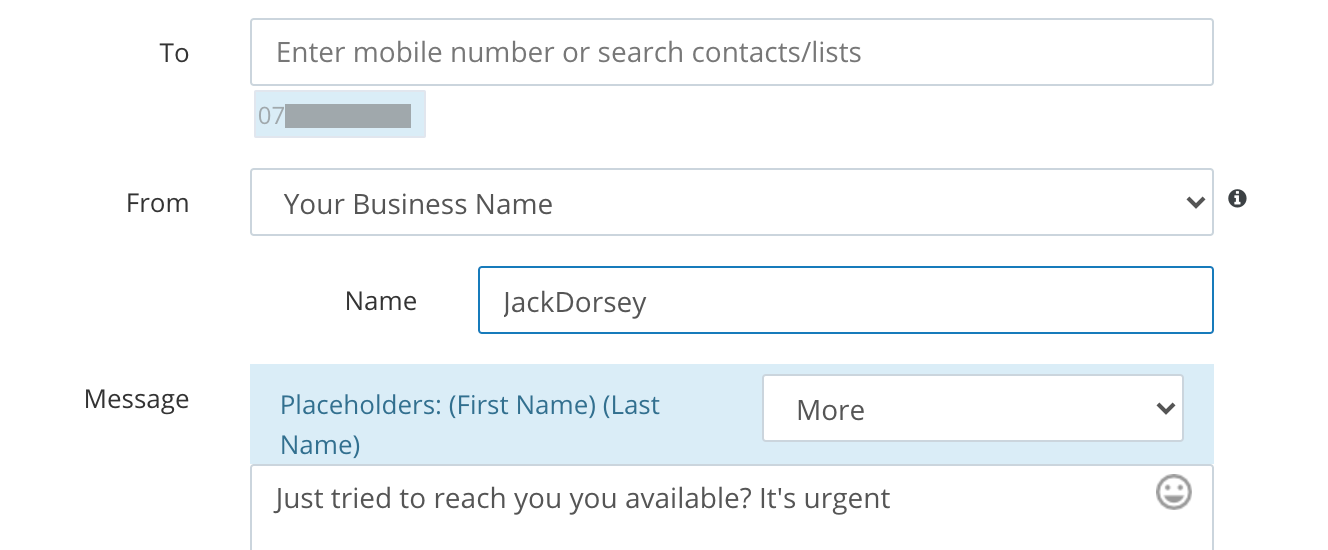 To
Enter mobile number or search contacts/lists
07
From
Your Business Name
Name
JackDorsey
Message
Placeholders: (First Name) (Last
Name)
More
Just tried to reach you you available? It's urgent